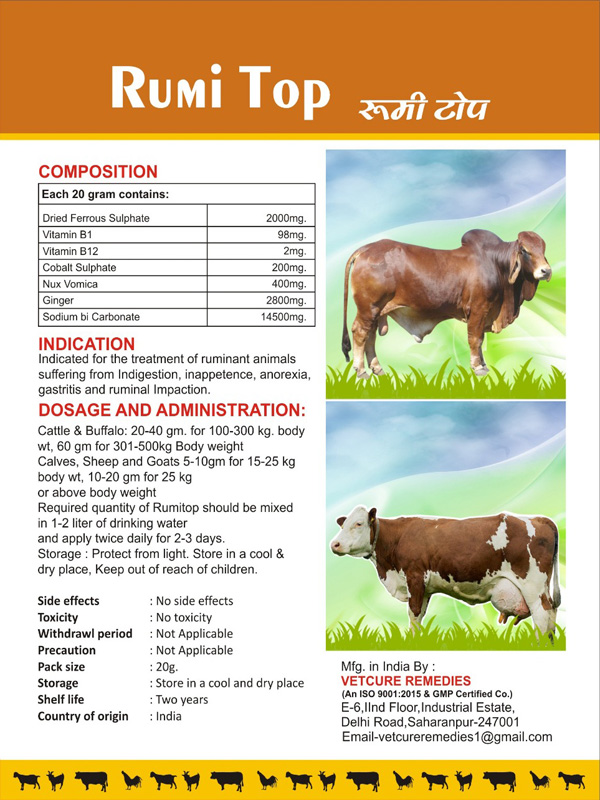 RUMI TOP रूमी टोप
COMPOSITION
Each 20 gram contains:
Dried Ferrous Sulphate 2000mg.
Vitamin B1 98mg.
Vitamin B12 2mg.
Cobalt Sulphate 200mg.
Nux Vomica 400mg.
Ginger 2800mg.
Sodium bi Carbonate 14500mg.
INDICATION
Indicated for the treatment of ruminant animals
suffering from Indigestion, inappetence, anorexia,
gastritis and ruminal Impaction.
DOSAGE AND ADMINISTRATION:
Cattle & Buffalo: 20-40 gm. for 100-300 kg. body
wt, 60 gm for 301-500kg Body weight
Calves, Sheep and Goats 5-10gm for 15-25 kg
body wt, 10-20 gm for 25 kg
or above body weight
Required quantity of Rumitop should be mixed
in 1-2 liter of drinking water
and apply twice daily for 2-3 days.
Storage : Protect from light. Store in a cool &
dry place, Keep out of reach of children.
Side effects : No side effects
Toxicity : No toxicity
Withdrawl period : Not Applicable
Precaution : Not Applicable
Pack size : 20g.
Storage : Store in a cool and dry place
Shelf life : Two years
Country of origin : India
Mfg. in India By :
VETCURE REMEDIES
(An ISO 9001:2015 & GMP Certified Co.)
E-6,IInd Floor,Industrial Estate,
Delhi Road,Saharanpur-247001
Email-vetcureremedies1@gmail.com